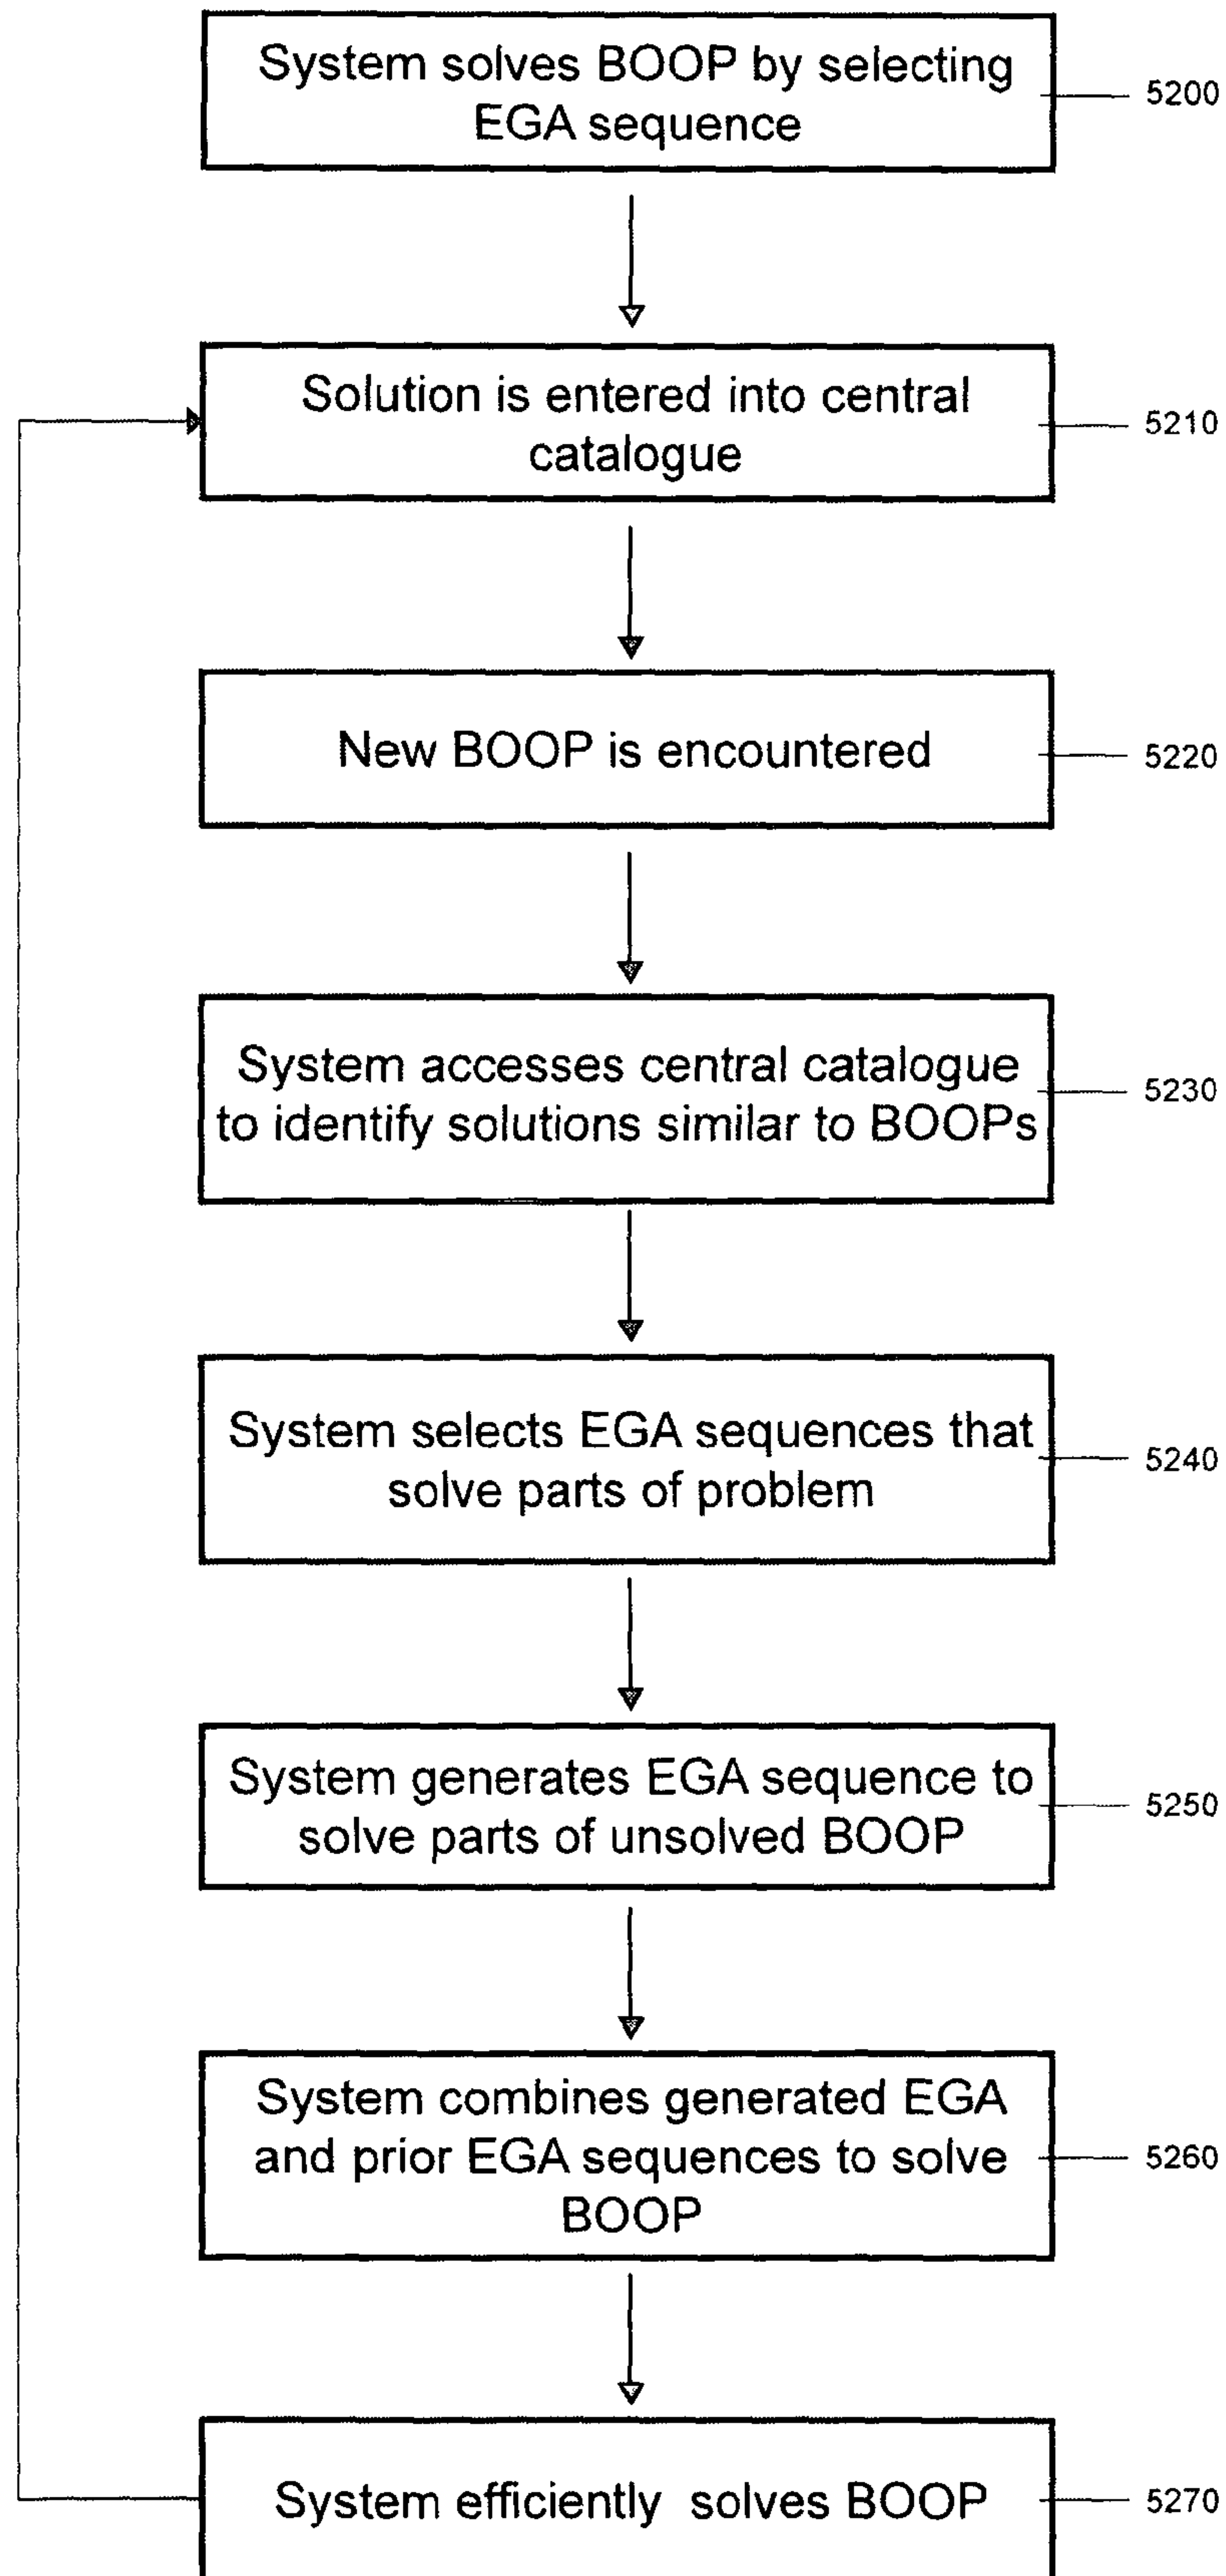 System solves BOOP by selecting
EGA sequence
5200
Solution is entered into central
catalogue
5210
New BOOP is encountered
5220
System accesses central catalogue
to identify solutions similar to BOOPs
5230
System selects EGA sequences that
solve parts of problem
5240
System generates EGA sequence to
solve parts of unsolved BOOP
5250
System combines generated EGA
and prior EGA sequences to solve
BOOP
5260
System efficiently solves BOOP
5270